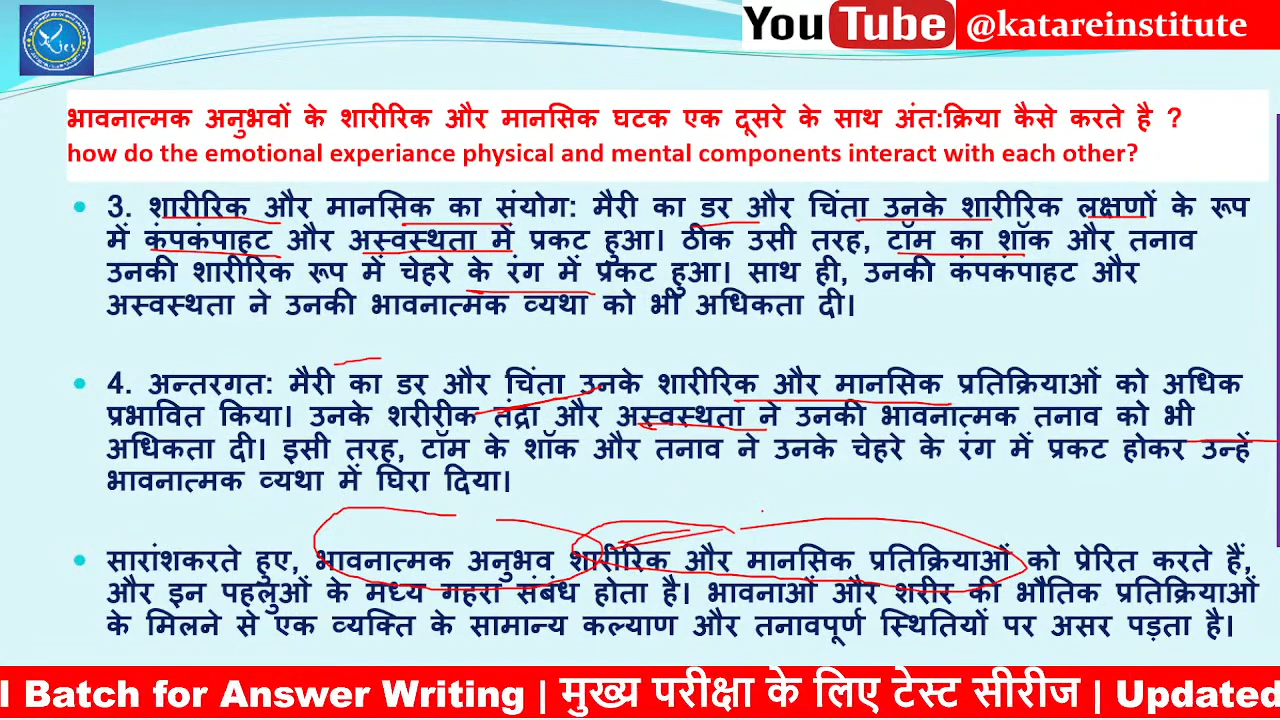 YouTube @katareinstitute
भावनात्मक अनुभवों के शारीरिक और मानसिक घटक एक दूसरे के साथ अंत:क्रिया कैसे करते है ?
how do the emotional experiance physical and mental components interact with each other?
• 3. शारीरिक और मानसिक का संयोग: मैरी का डर और चिंता उनके शारीरिक लक्षणों के रूप
में कंपकंपाहट और अस्वस्थता में प्रकट हुआ। ठीक उसी तरह, टॉम का शॉक और तनाव
उनकी शारीरिक रूप में चेहरे के रंग में प्रकट हुआ। साथ ही, उनकी कंपकंपाहट और
अस्वस्थता ने उनकी भावनात्मक व्यथा को भी अधिकता दी।
• 4. अन्तरगत: मैरी का डर और चिंता उनके शारीरिक और मानसिक प्रतिक्रियाओं को अधिक
प्रभावित किया। उनके शरीरीक तंद्रा और अस्वस्थता ने उनकी भावनात्मक तनाव को भी
अधिकता दी। इसी तरह, टॉम के शॉक और तनाव ने उनके चेहरे के रंग में प्रकट होकर उन्हें
भावनात्मक व्यथा में घिरा दिया।
• सारांशकरते हुए, भावनात्मक अनुभव शारीरिक और मानसिक प्रतिक्रियाओं को प्रेरित करते हैं,
और इन पहलुओं के मध्य गहरा संबंध होता है। भावनाओं और शरीर की भौतिक प्रतिक्रियाओं
के मिलने से एक व्यक्ति के सामान्य कल्याण और तनावपूर्ण स्थितियों पर असर पड़ता है।
l Batch for Answer Writing | मुख्य परीक्षा के लिए टेस्ट सीरीज | Updated